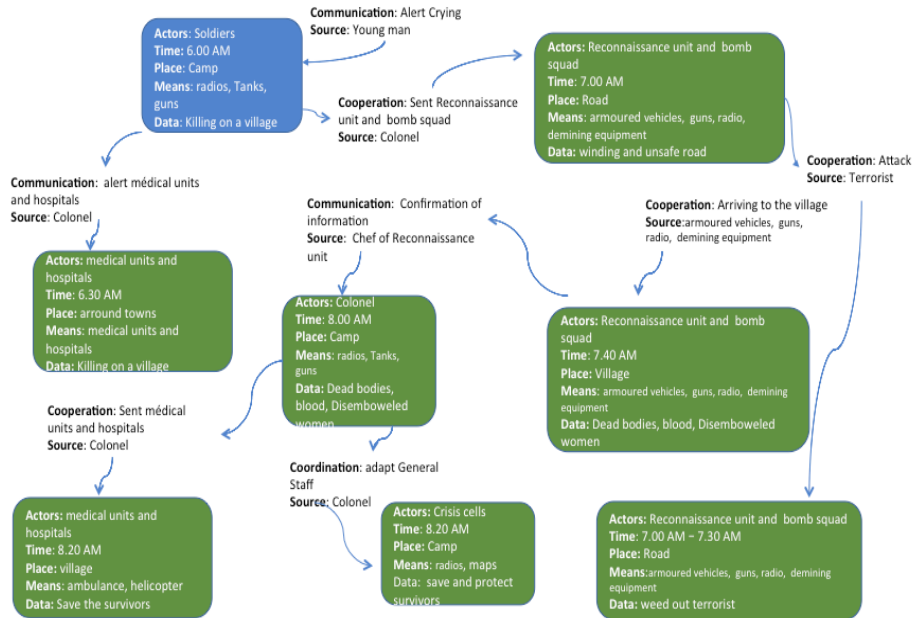 Communication: Alert Crying
Source: Young man
Actors: Soldiers
Time: 6.00 AM
Place: Camp
Means: radios, Tanks,
guns
Data: Killing on a village
Cooperation: Sent Reconnaissance
unit and bomb squad
Source: Colonel
Actors: Reconnaissance unit and bomb
squad
Time: 7.00 AM
Place: Road
Means: armoured vehicles, guns, radio,
demining equipment
Data: winding and unsafe road
Cooperation: Attack
Source: Terrorist
Communication: alert médical units
and hospitals
Source: Colonel
Communication: Confirmation of
information
Source: Chef of Reconnaissance
unit
Cooperation: Arriving to the village
Source:armoured vehicles, guns,
radio, demining equipment
Actors: medical units and
hospitals
Time: 6.30 AM
Place: arround towns
Means: medical units and
hospitals
Data: Killing on a village
Actors: Colonel
Time: 8.00 AM
Place: Camp
Means: radios, Tanks,
guns
Data: Dead bodies,
blood, Disemboweled
women
Actors: Reconnaissance unit and bomb
squad
Time: 7.40 AM
Place: Village
Means: armoured vehicles, guns, radio, demining
equipment
Data: Dead bodies, blood, Disemboweled
women
Cooperation: Sent médical
units and hospitals
Source: Colonel
Coordination: adapt General
Staff
Source: Colonel
Actors: medical units and
hospitals
Time: 8.20 AM
Place: village
Means: ambulance, helicopter
Data: Save the survivors
Actors: Crisis cells
Time: 8.20 AM
Place: Camp
Means: radios, maps
Data: save and protect
survivors
Actors: Reconnaissance unit and bomb squad
Time: 7.00 AM – 7.30 AM
Place: Road
Means:armoured vehicles, guns, radio, demining
equipment
Data: weed out terrorist